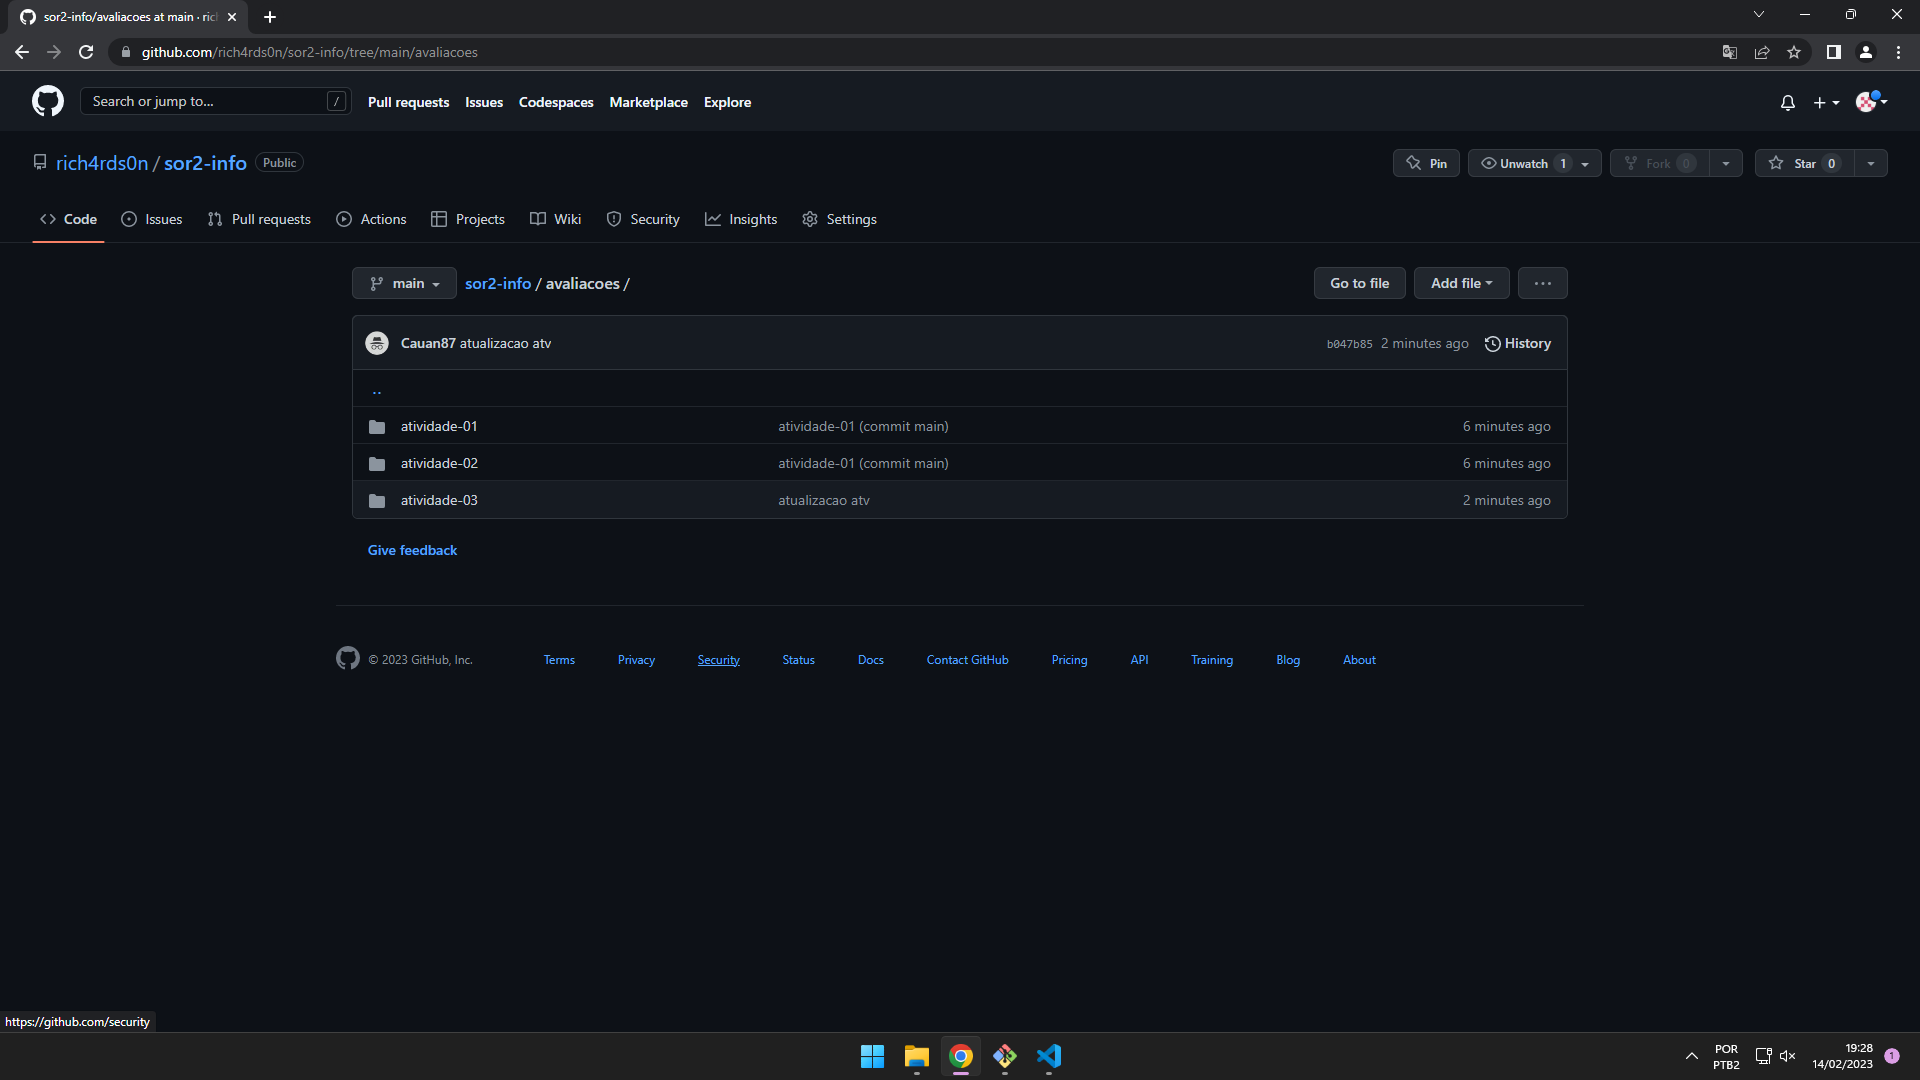 sor2-info/avaliacoes at main · ric
github.com/rich4rds0n/sor2-info/tree/main/avaliacoes
Search or jump to... /
Pull requests Issues Codespaces Marketplace Explore
rich4rds0n / sor2-info Public
Pin Unwatch 1 Fork 0 Star 0
Code Issues Pull requests Actions Projects Wiki Security Insights Settings
main sor2-info / avaliacoes / Go to file Add file ...
Cauan87 atualizacao atv b047b85 2 minutes ago History
..
atividade-01 atividade-01 (commit main) 6 minutes ago
atividade-02 atividade-01 (commit main) 6 minutes ago
atividade-03 atualizacao atv 2 minutes ago
Give feedback
© 2023 GitHub, Inc. Terms Privacy Security Status Docs Contact GitHub Pricing API Training Blog About
https://github.com/security
POR 19:28
PTB2 14/02/2023 1